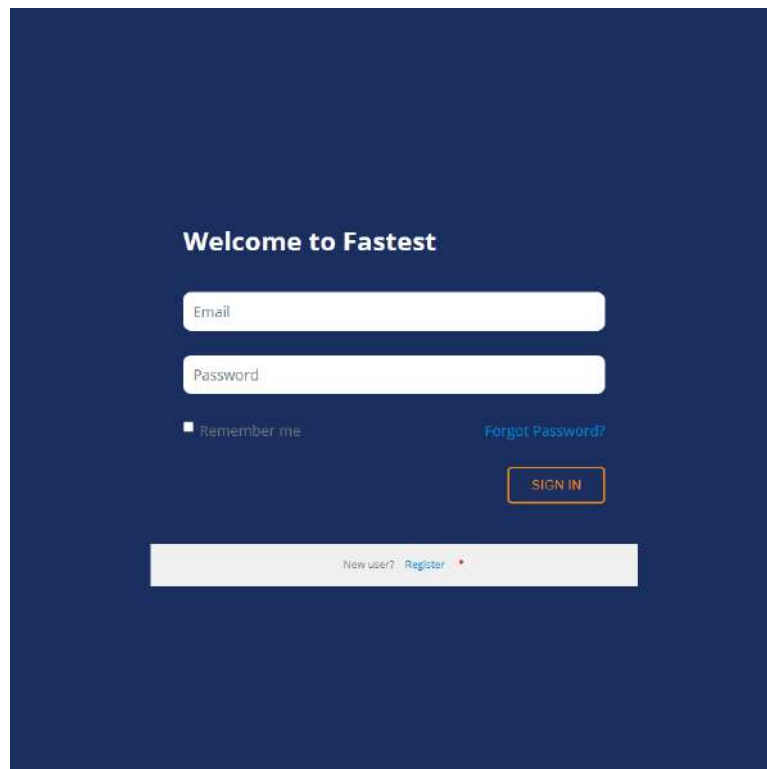 Welcome to Fastest
Email
Password
Remember me Forgot Password?
SIGN IN
New user? Register *